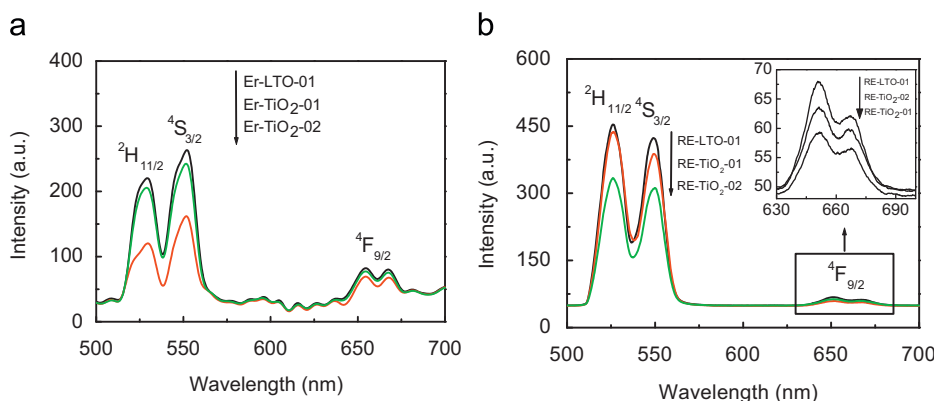 a
400
300
200
100
0
500
550
600
650
700
Intensity (a.u.)
Wavelength (nm)
²H₁₁/₂
⁴S₃/₂
⁴F₉/₂
Er-LTO-01
Er-TiO₂-01
Er-TiO₂-02
b
600
450
300
150
0
500
550
600
650
700
Intensity (a.u.)
Wavelength (nm)
²H₁₁/₂ ⁴S₃/₂
RE-LTO-01
RE-TiO₂-01
RE-TiO₂-02
⁴F₉/₂
70
65
60
55
50
630
660
690
RE-LTO-01
RE-TiO₂-02
RE-TiO₂-01